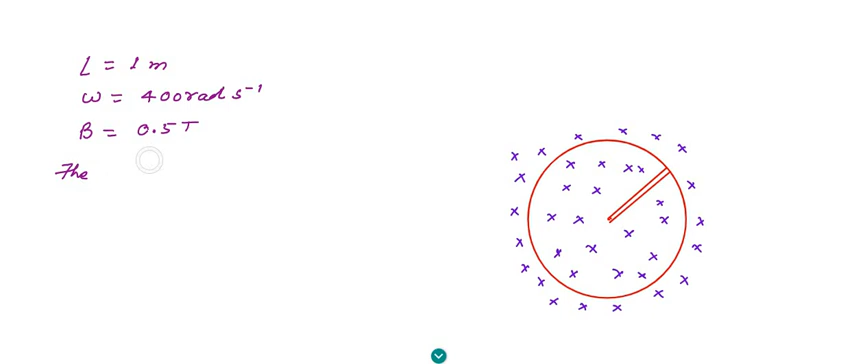 L = 1 m
ω = 400 rad s⁻¹
B = 0.5 T
The
x x x x
x x
x x x x
x x
x x x
x
x x x x
x
x x
x x
x
x x x
x x x x
x
x
x x x